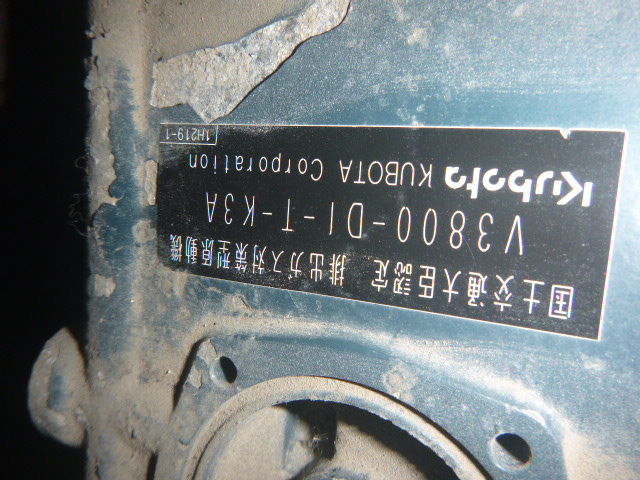 国土交通大臣認定 排出ガス対策型原動機
V3800-DI-T-K3A
Kubota KUBOTA Corporation
1H219-1